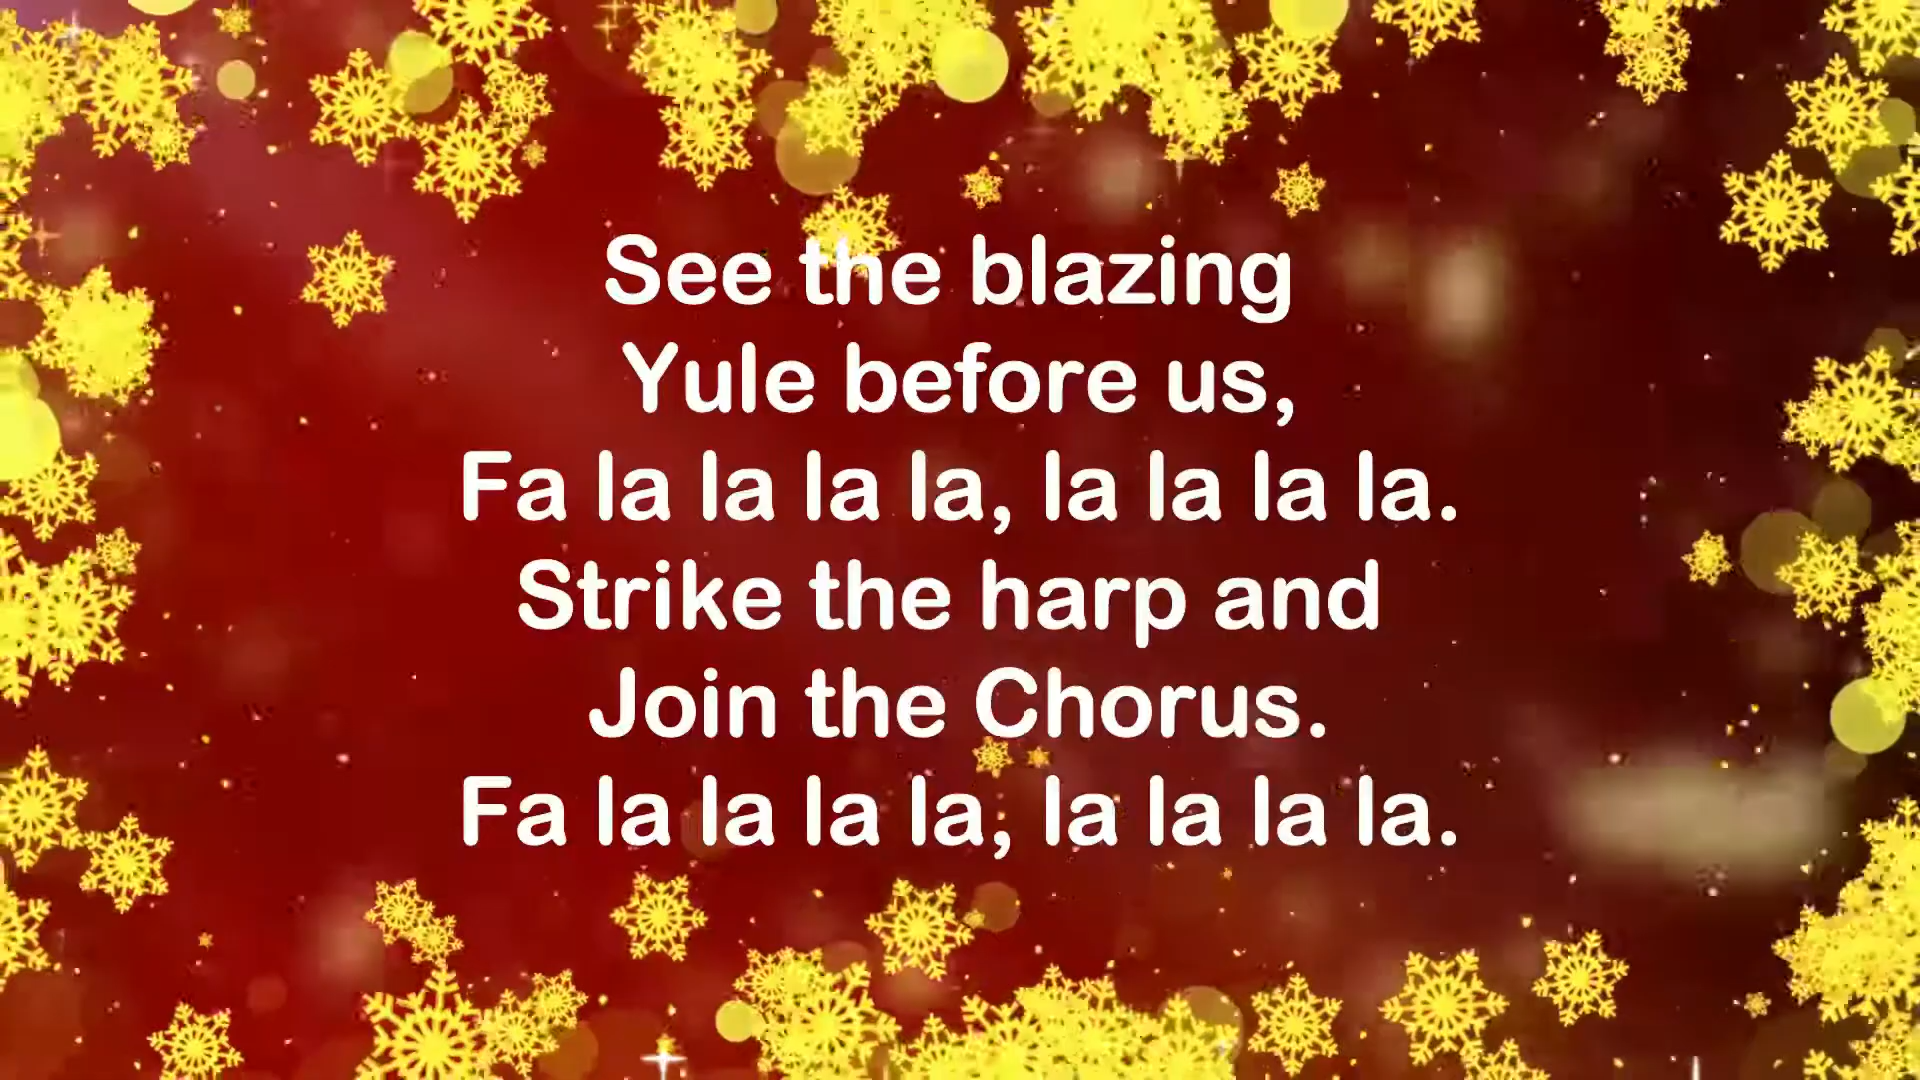 See the blazing
Yule before us,
Fa la la la la, la la la la.
Strike the harp and
Join the Chorus.
Fa la la la la, la la la la.